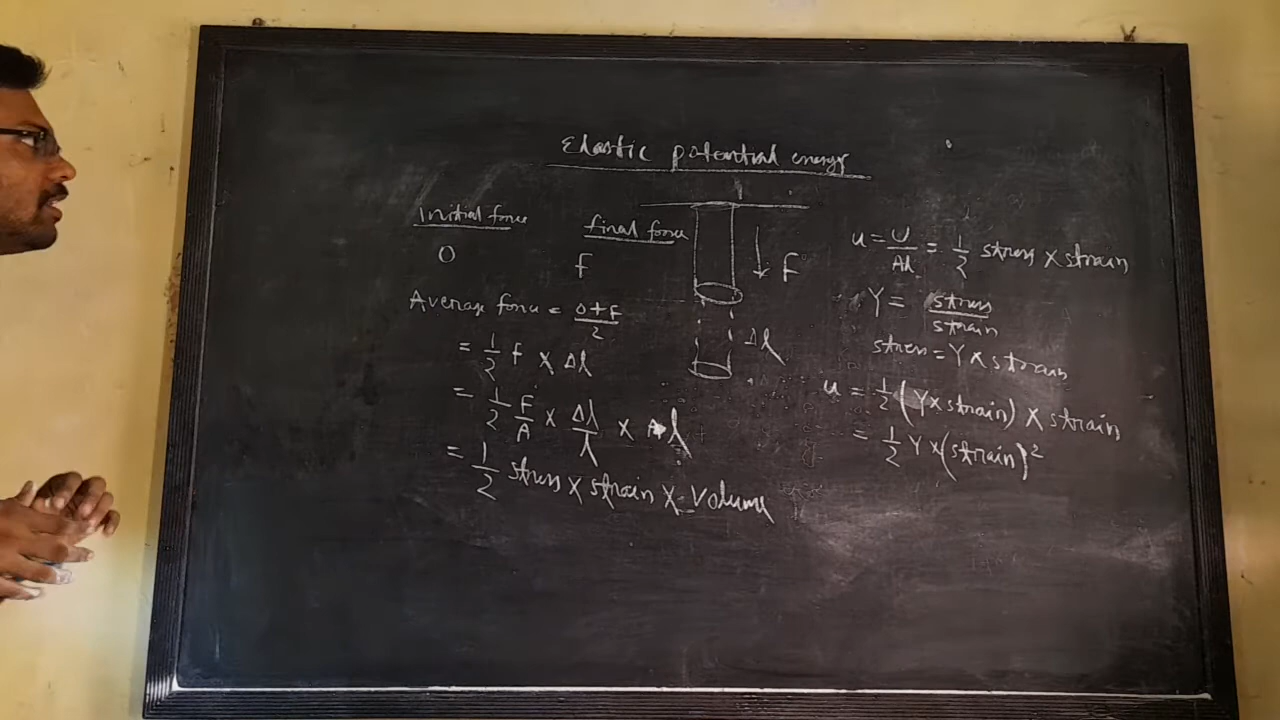 Elastic potential energy
Initial force
final force
0
F
F
Average force = 0+F/2
= 1/2 F × Δl
= 1/2 F/A × Δl/l × Al
= 1/2 stress × strain × Volume
Δl
u = U/Al = 1/2 stress × strain
Y = stress/strain
stress = Y × strain
u = 1/2 (Y × strain) × strain
= 1/2 Y × (strain)²